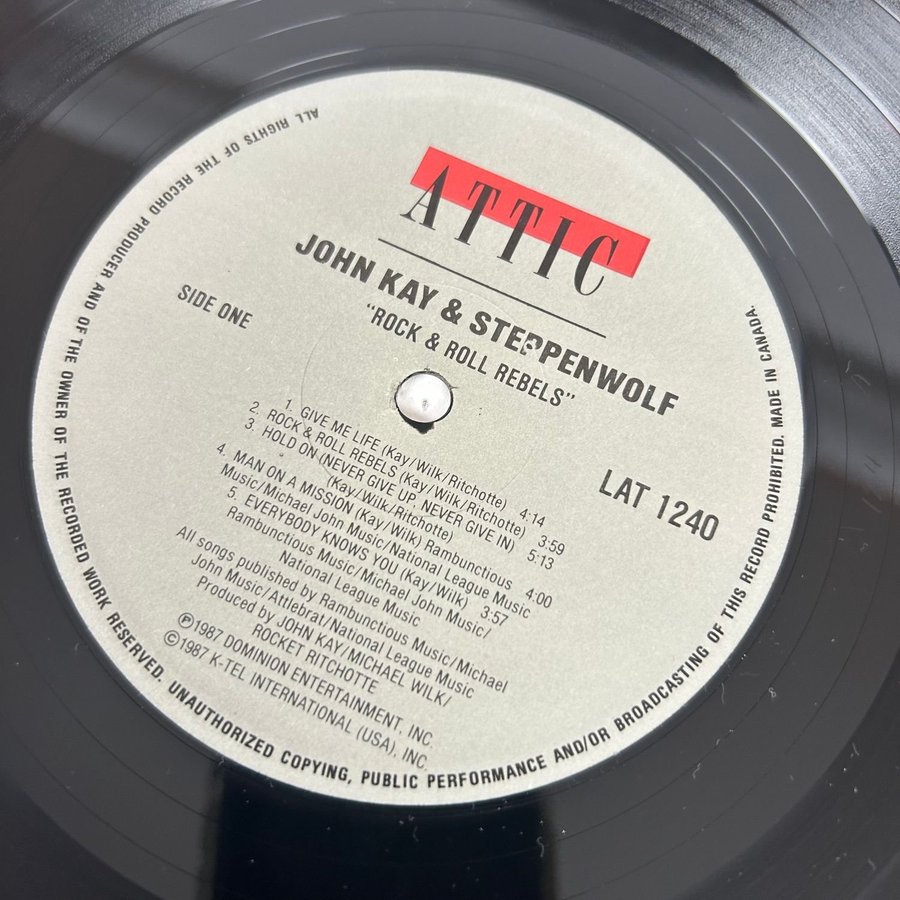 ATTIC
JOHN KAY & STEPPENWOLF
"ROCK & ROLL REBELS"
SIDE ONE
LAT 1240
1. GIVE ME LIFE (Kay/Wilk/Ritchotte) 4:14
2. ROCK & ROLL REBELS (Kay/Wilk/Ritchotte) 3:59
3. HOLD ON (NEVER GIVE UP, NEVER GIVE IN) 5:13
(Kay/Wilk/Ritchotte)
4. MAN ON A MISSION (Kay/Wilk) Rambunctious 4:00
Music/Michael John Music/National League Music
5. EVERYBODY KNOWS YOU (Kay/Wilk) 3:57
Rambunctious Music/Michael John Music/
National League Music
All songs published by Rambunctious Music/Michael
John Music/Attlebrat/National League Music
Produced by JOHN KAY/MICHAEL WILK/
ROCKET RITCHOTTE
℗1987 DOMINION ENTERTAINMENT, INC.
©1987 K-TEL INTERNATIONAL (USA), INC.
ALL RIGHTS OF THE RECORD PRODUCER AND OF THE OWNER OF THE RECORDED WORK RESERVED. UNAUTHORIZED COPYING, PUBLIC PERFORMANCE AND/OR BROADCASTING OF THIS RECORD PROHIBITED. MADE IN CANADA.